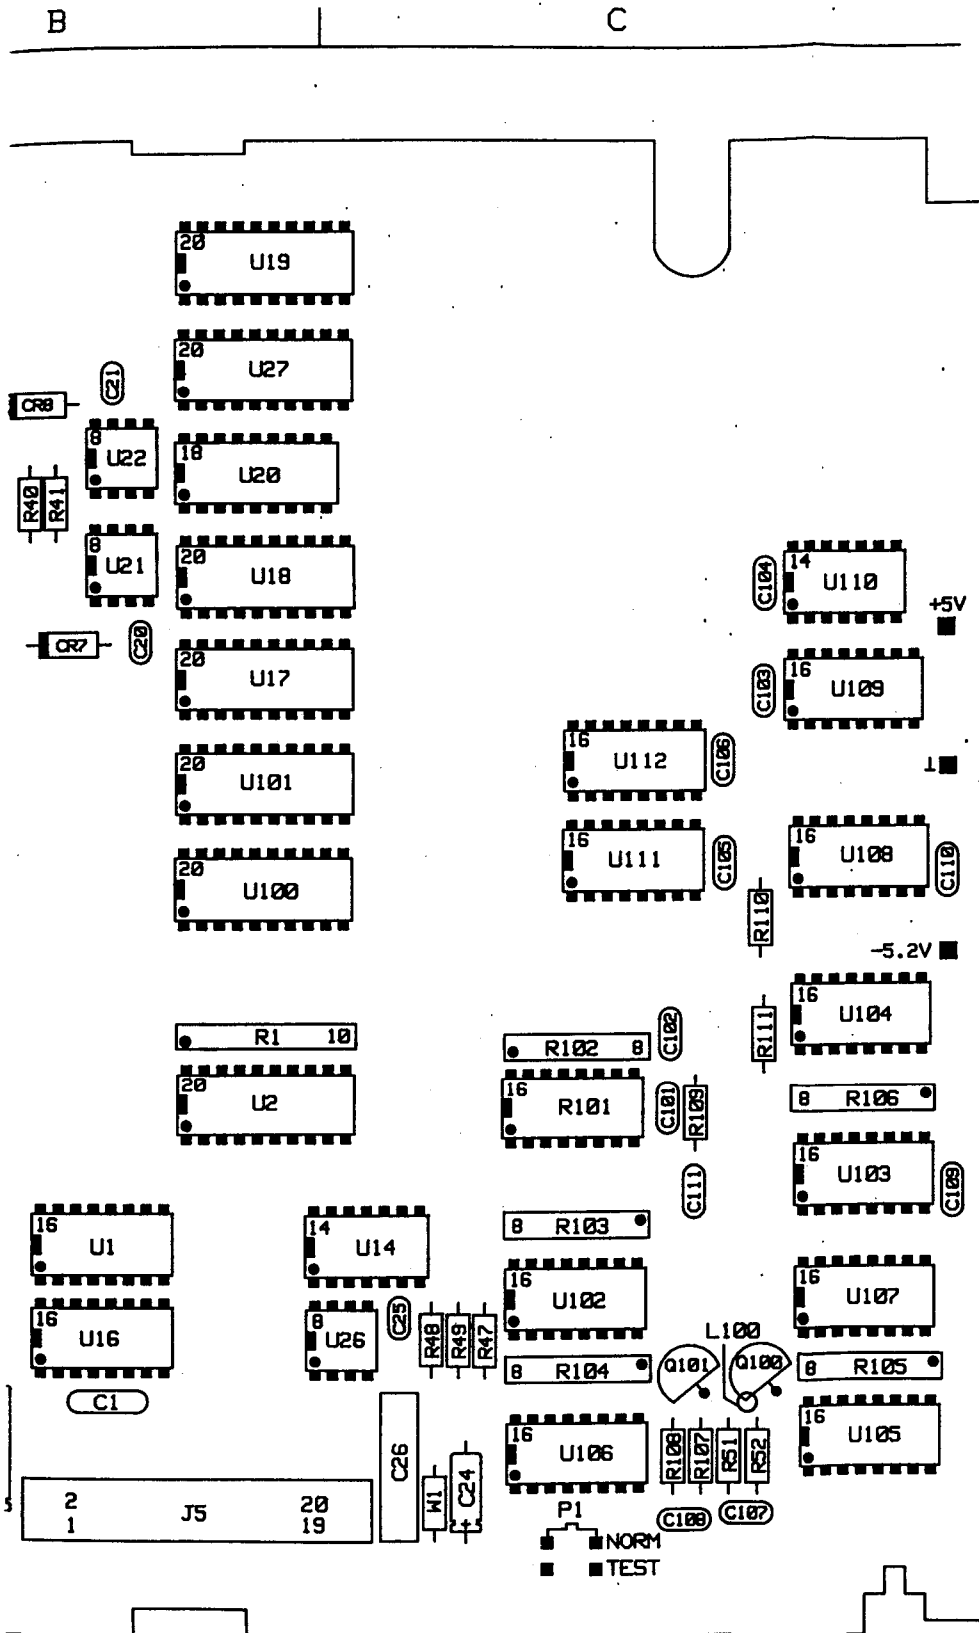 B
C
20
U19
20
U27
C21
CR8
8
U22
18
U20
R40
R41
8
U21
20
U18
C104
14
U110
+5V
CR7
C20
20
U17
C103
16
U109
16
U112
C106
20
U101
⊥
16
U111
C105
16
U108
C110
20
U100
R110
-5.2V
16
U104
R1 10
R102 8
C102
R111
20
U2
16
R101
C101
R109
8 R106
16
U103
C109
C111
16
U1
14
U14
8 R103
16
U102
16
U107
16
U16
8
U26
C25
R48
R49
R47
L100
8 R104
Q101
Q100
8 R105
C1
16
U106
R108
R107
R51
R52
16
U105
C26
W1
C24
+
2
1
J5
20
19
5
P1
NORM
TEST
C108
C107